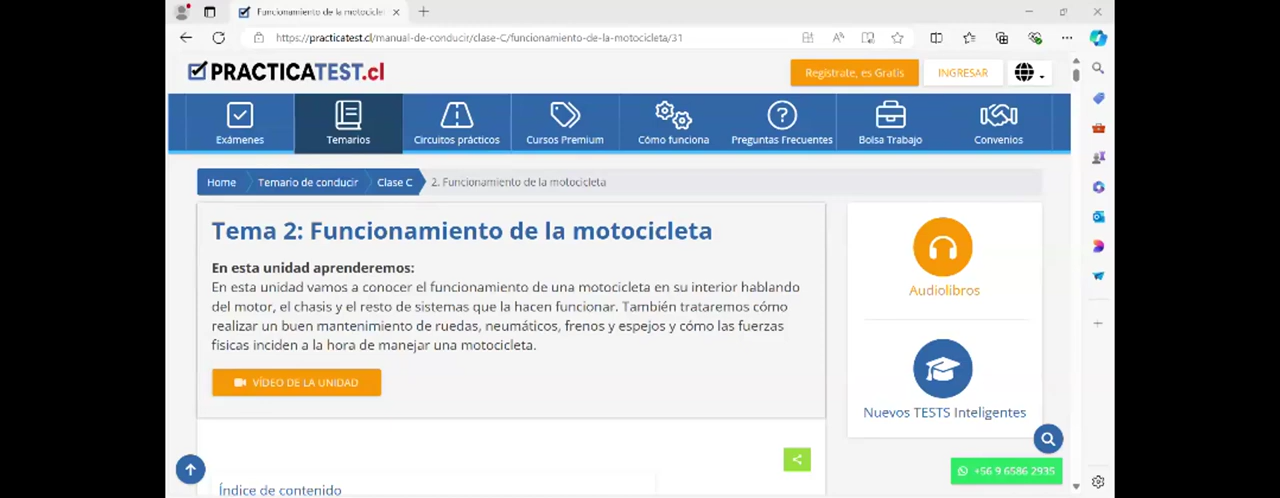 Funcionamiento de la motociclet
https://practicatest.cl/manual-de-conducir/clase-C/funcionamiento-de-la-motocicleta/31
PRACTICATEST.cl
Regístrate, es Gratis
INGRESAR
Exámenes
Temarios
Circuitos prácticos
Cursos Premium
Cómo funciona
Preguntas Frecuentes
Bolsa Trabajo
Convenios
Home
Temario de conducir
Clase C
2. Funcionamiento de la motocicleta
Tema 2: Funcionamiento de la motocicleta
En esta unidad aprenderemos:
En esta unidad vamos a conocer el funcionamiento de una motocicleta en su interior hablando
del motor, el chasis y el resto de sistemas que la hacen funcionar. También trataremos cómo
realizar un buen mantenimiento de ruedas, neumáticos, frenos y espejos y cómo las fuerzas
físicas inciden a la hora de manejar una motocicleta.
VÍDEO DE LA UNIDAD
Audiolibros
Nuevos TESTS Inteligentes
+56 9 6586 2935
Índice de contenido